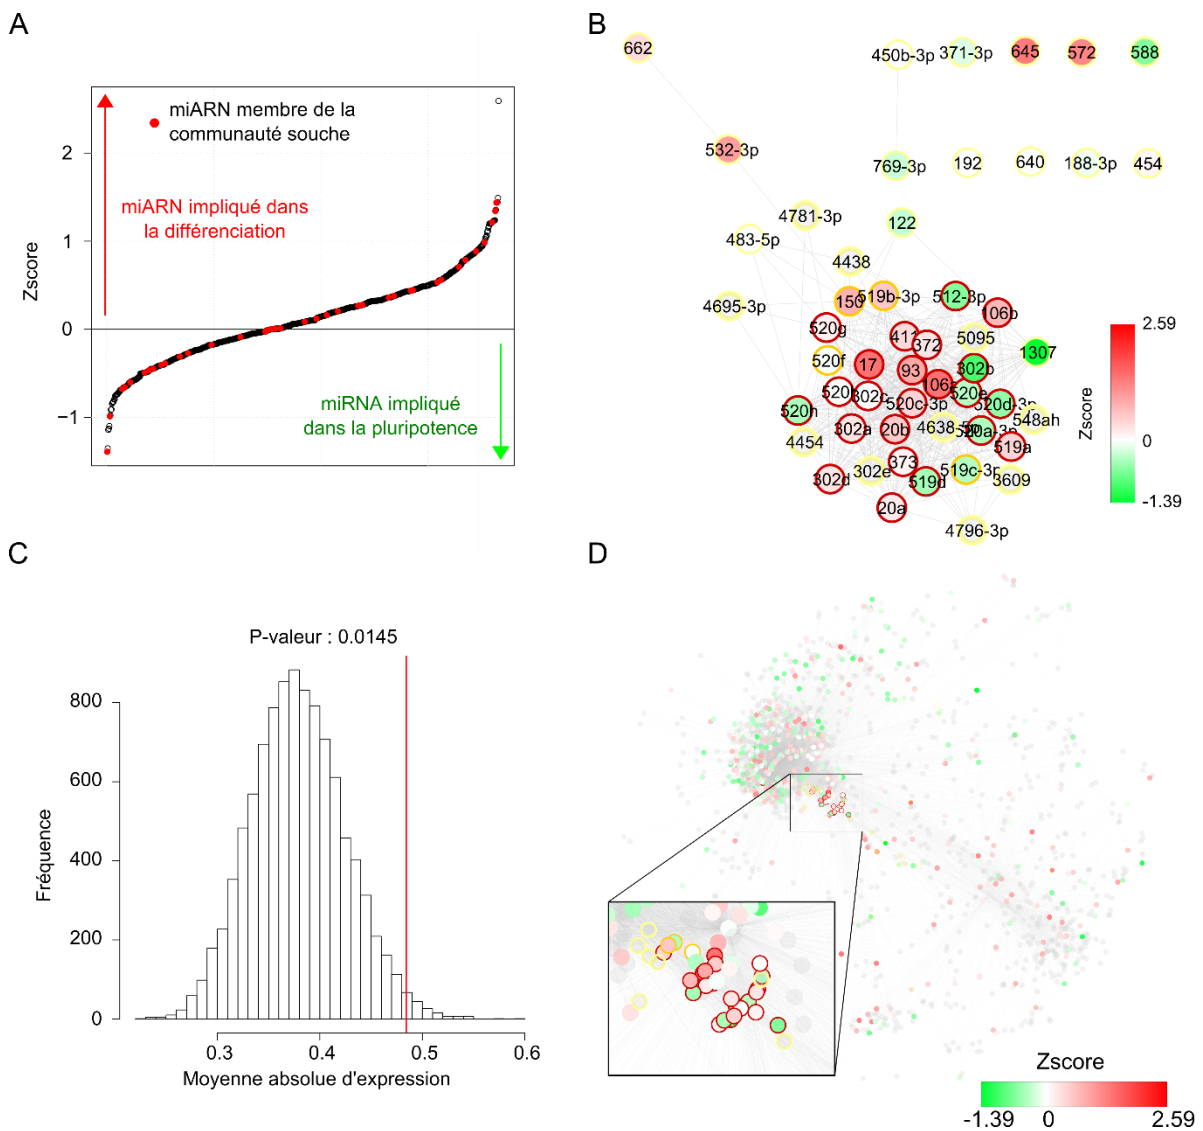 A
miARN membre de la
communauté souche
miARN impliqué dans
la différenciation
miRNA impliqué
dans la pluripotence
Zscore
2
1
0
−1
B
662
450b-3p
371-3p
645
572
588
532-3p
769-3p
192
640
188-3p
454
4781-3p
122
483-5p
4438
4695-3p
150
519b-3p
512-3p
106b
520g
411
372
5095
1307
520f
17
93
302b
302c
520c-3p
520e
520d-3p
520h
548ah
4454
302a
20b
4638-5p
520a-3p
519a
302d
302e
373
519d
519c-3p
3609
20a
4796-3p
2.59
0
-1.39
Zscore
C
P-valeur : 0.0145
Fréquence
800
600
400
200
0
0.3
0.4
0.5
0.6
Moyenne absolue d'expression
D
Zscore
-1.39
0
2.59